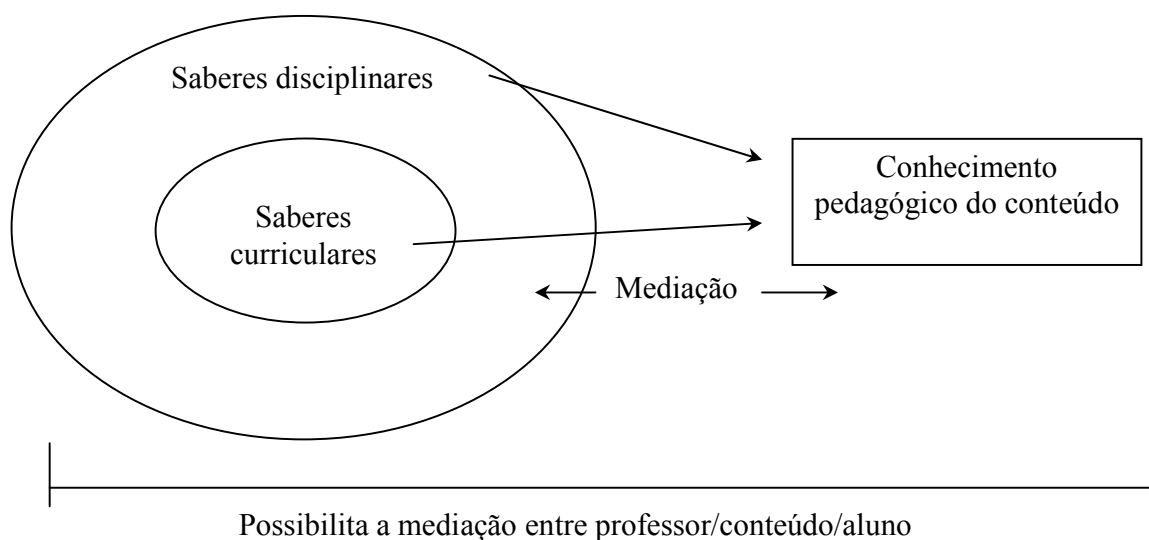 Saberes disciplinares
Saberes
curriculares
Conhecimento
pedagógico do conteúdo
Mediação
Possibilita a mediação entre professor/conteúdo/aluno